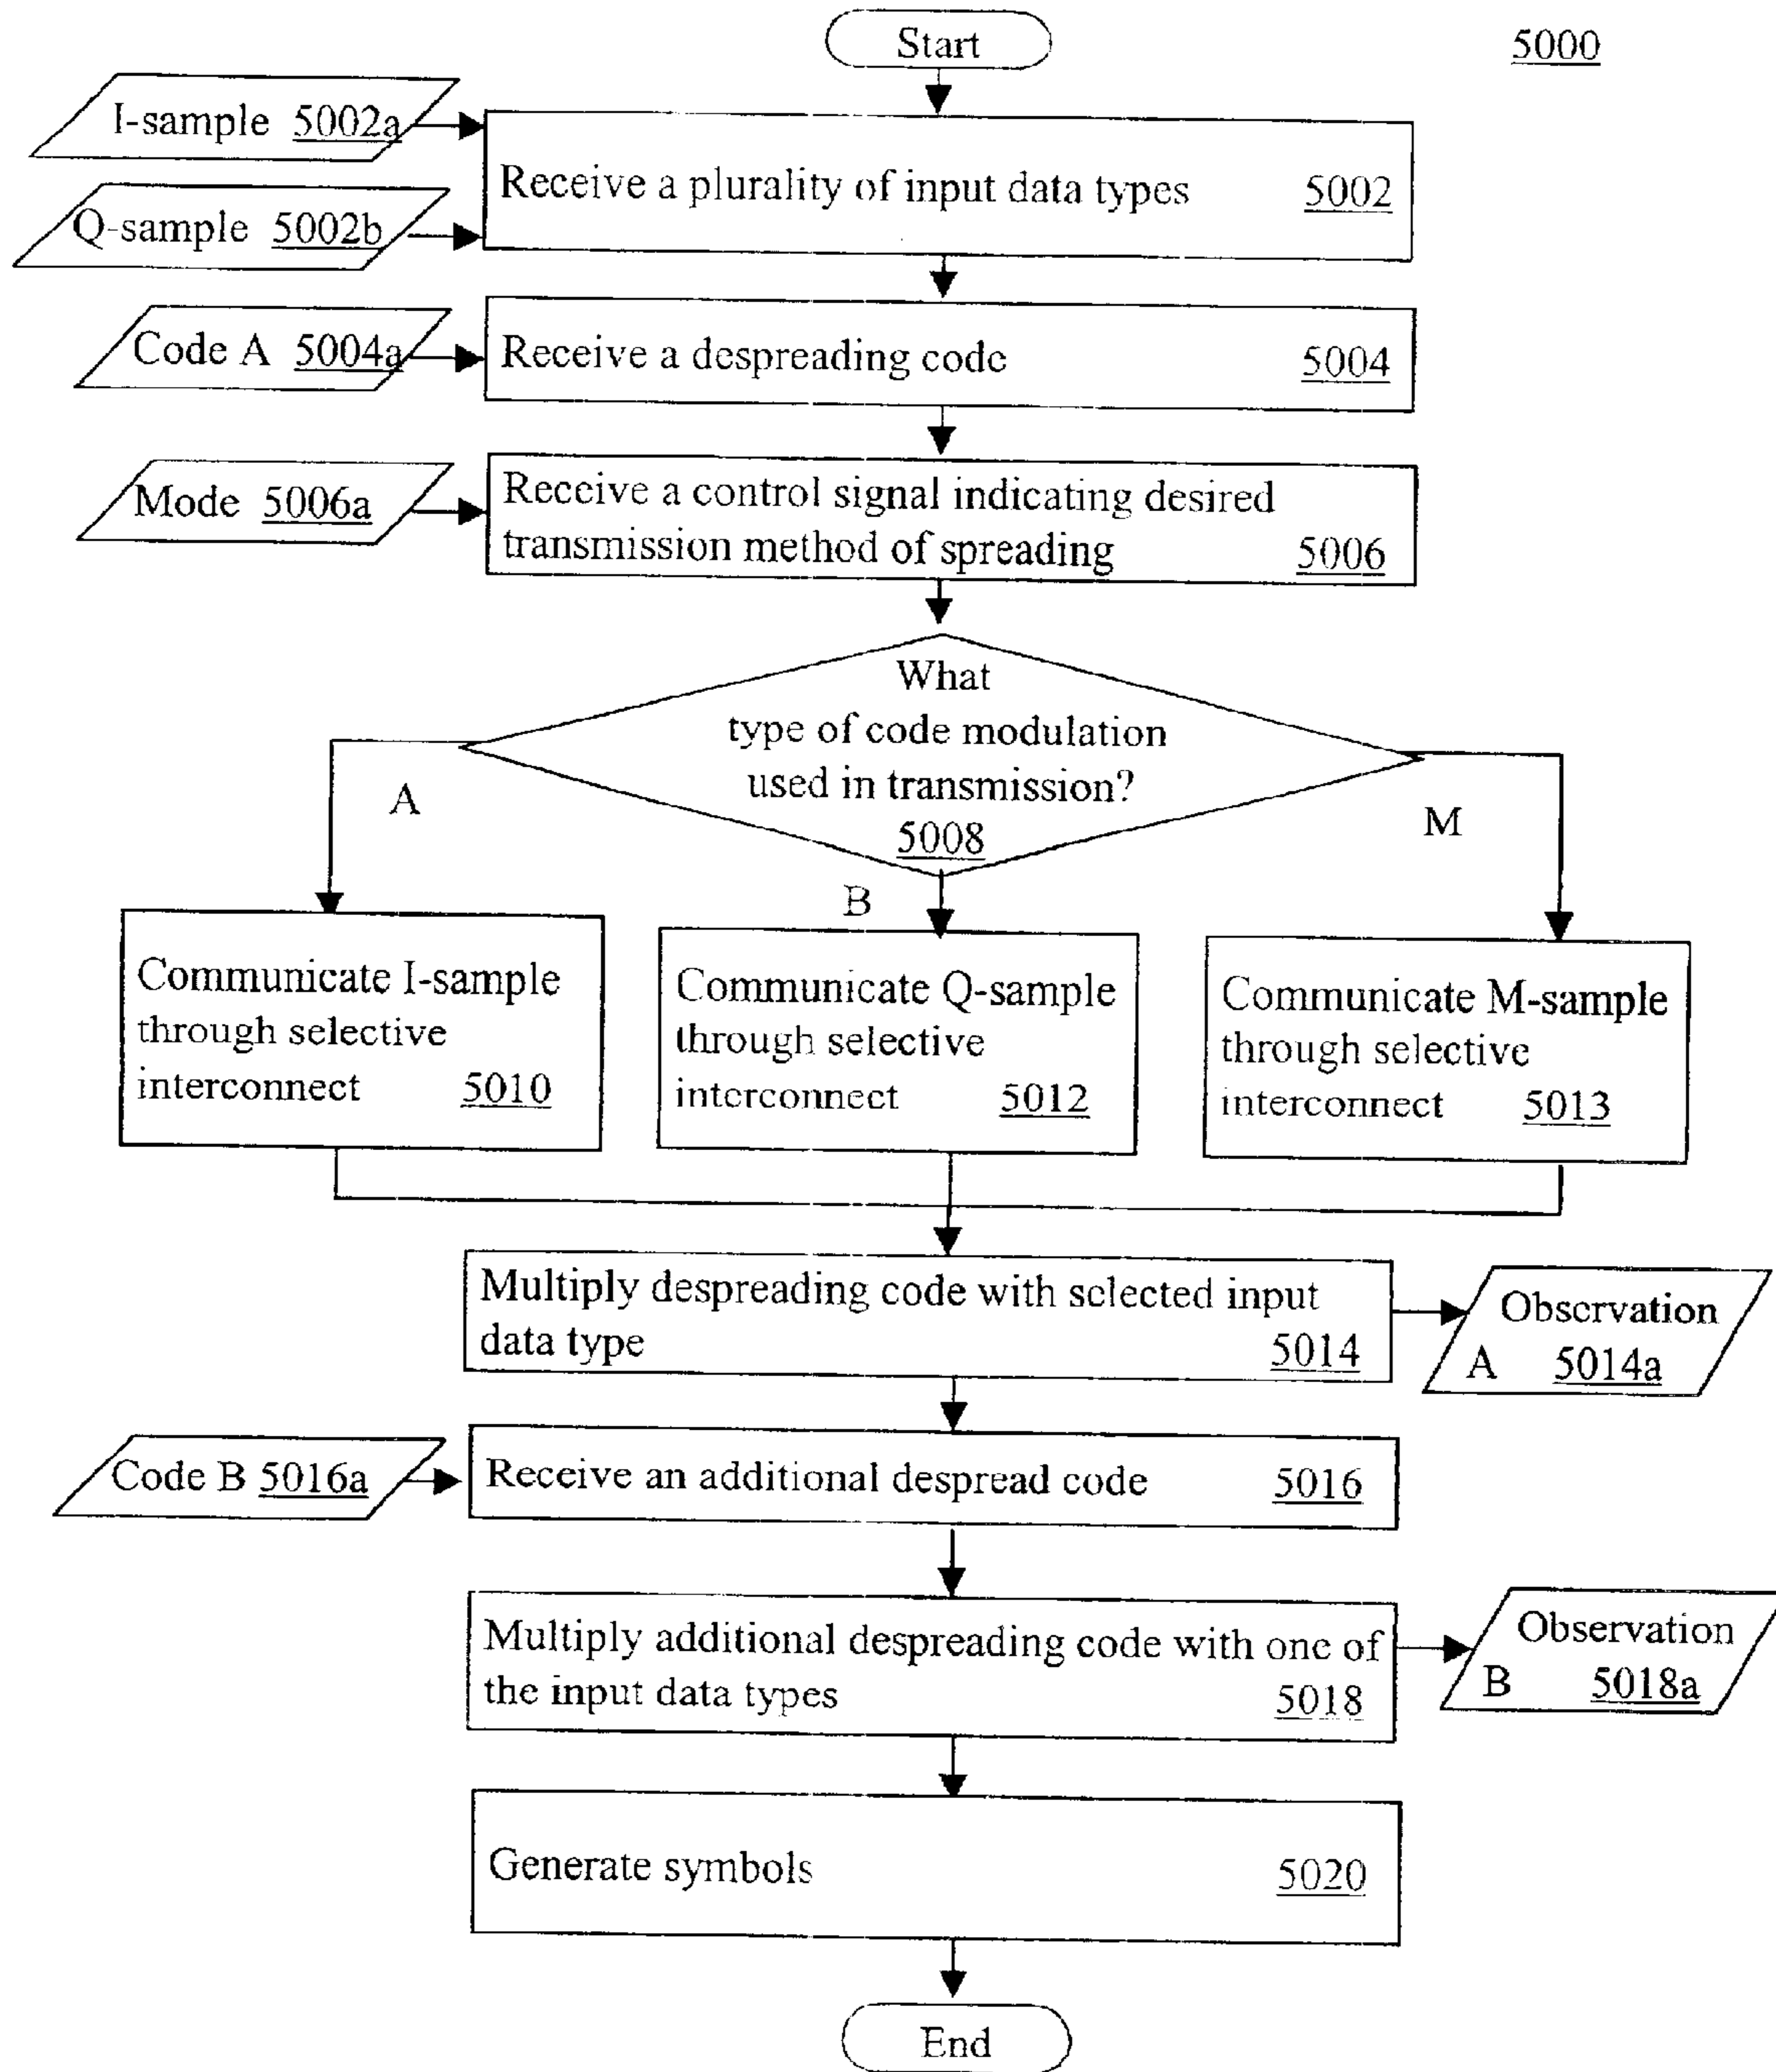 Start
5000
I-sample 5002a
Q-sample 5002b
Receive a plurality of input data types 5002
Code A 5004a
Receive a despreading code 5004
Mode 5006a
Receive a control signal indicating desired
transmission method of spreading 5006
What
type of code modulation
used in transmission?
5008
A
B
M
Communicate I-sample
through selective
interconnect 5010
Communicate Q-sample
through selective
interconnect 5012
Communicate M-sample
through selective
interconnect 5013
Multiply despreading code with selected input
data type 5014
Observation
A 5014a
Code B 5016a
Receive an additional despread code 5016
Multiply additional despreading code with one of
the input data types 5018
Observation
B 5018a
Generate symbols 5020
End